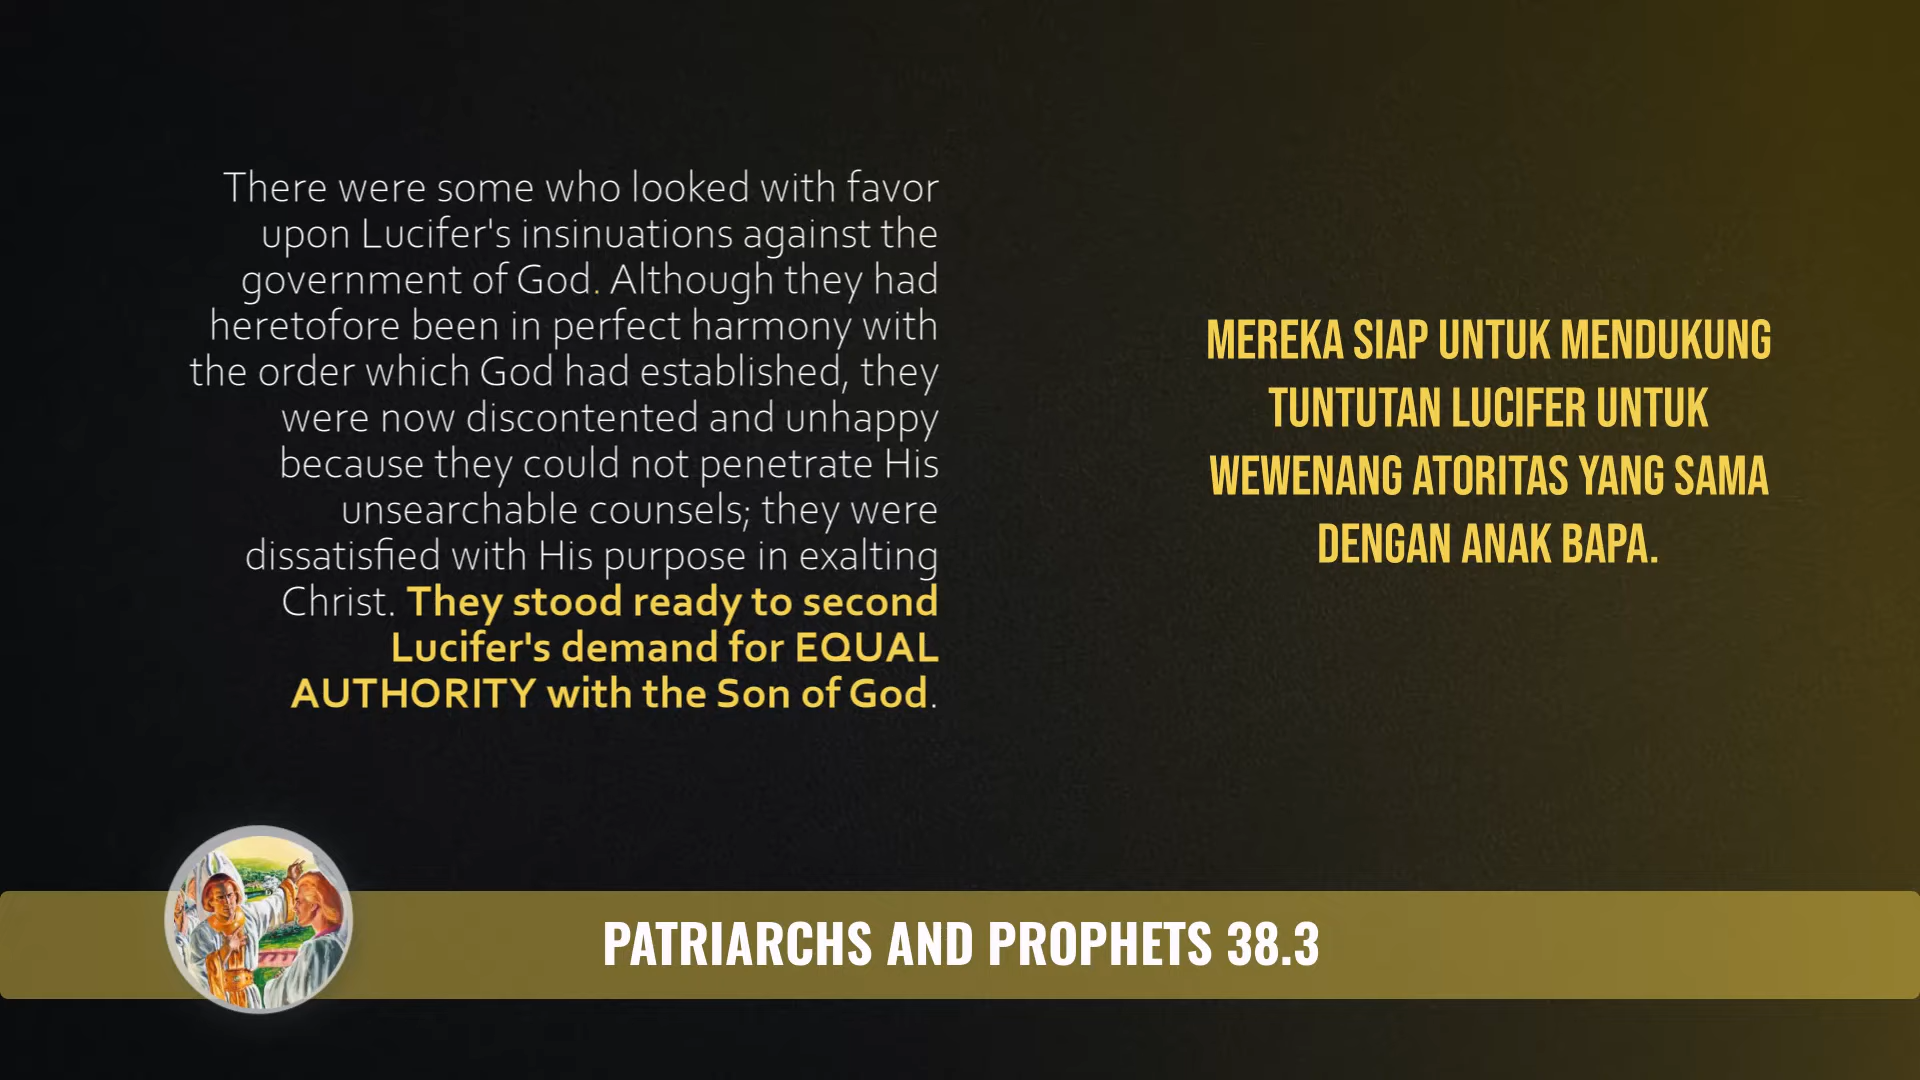 There were some who looked with favor
upon Lucifer's insinuations against the
government of God. Although they had
heretofore been in perfect harmony with
the order which God had established, they
were now discontented and unhappy
because they could not penetrate His
unsearchable counsels; they were
dissatisfied with His purpose in exalting
Christ. They stood ready to second
Lucifer's demand for EQUAL
AUTHORITY with the Son of God.
MEREKA SIAP UNTUK MENDUKUNG
TUNTUTAN LUCIFER UNTUK
WEWENANG ATORITAS YANG SAMA
DENGAN ANAK BAPA.
PATRIARCHS AND PROPHETS 38.3